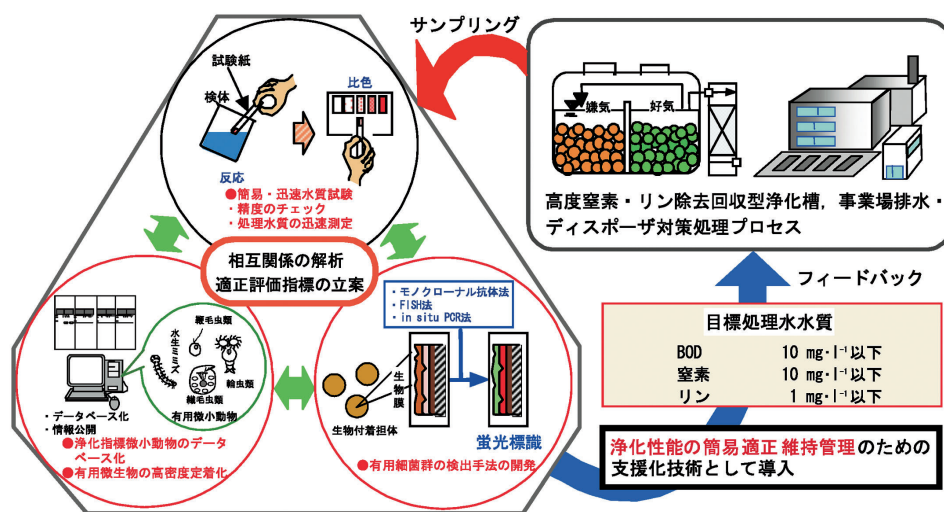 サンプリング
試験紙
検体
比色
反応
●簡易・迅速水質試験
・精度のチェック
・処理水質の迅速測定
相互関係の解析
適正評価指標の立案
嫌気
好気
高度窒素・リン除去回収型浄化槽，事業場排水・
ディスポーザ対策処理プロセス
フィードバック
目標処理水水質
BOD 10 mg・l⁻¹以下
窒素 10 mg・l⁻¹以下
リン 1 mg・l⁻¹以下
浄化性能の簡易適正維持管理のための
支援化技術として導入
・モノクローナル抗体法
・FISH法
・in situ PCR法
生物膜
生物付着担体
蛍光標識
●有用細菌群の検出手法の開発
鞭毛虫類
水生ミミズ
輪虫類
繊毛虫類
有用微小動物
・データベース化
・情報公開
●浄化指標微小動物のデータ
ベース化
●有用微生物の高密度定着化